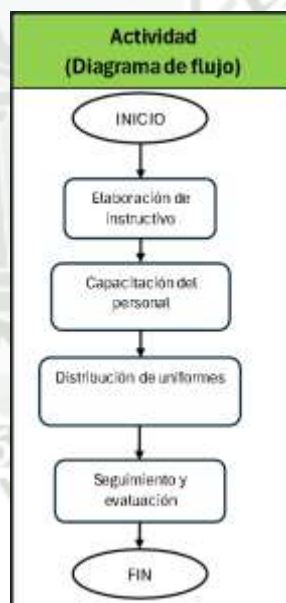 Actividad
(Diagrama de flujo)
INICIO
Elaboración de
instructivo
Capacitación del
personal
Distribución de uniformes
Seguimiento y
evaluación
FIN